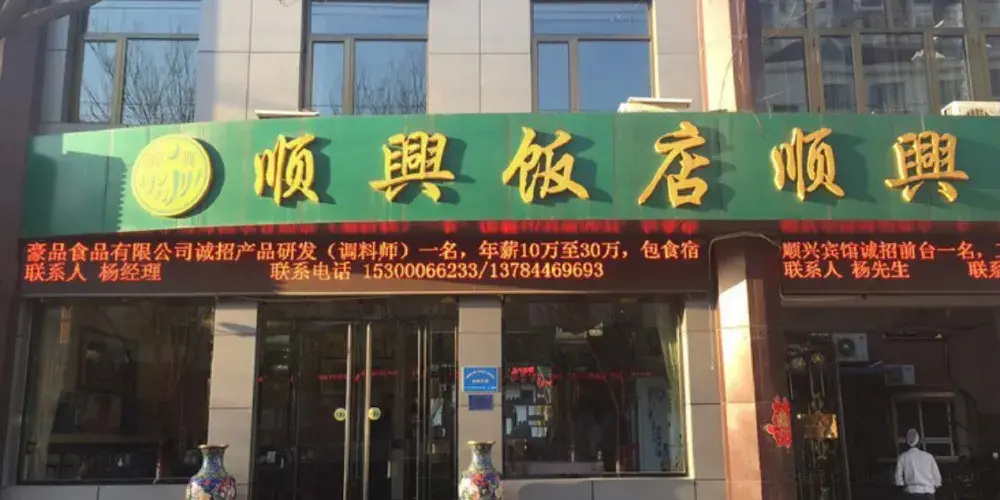 顺興饭店
顺興
豪品食品有限公司诚招产品研发（调料师）一名，年薪10万至30万，包食宿
联系人 杨经理 联系电话 15300066233/13784469693
顺兴宾馆诚招前台一名，
联系人 杨先生 联系